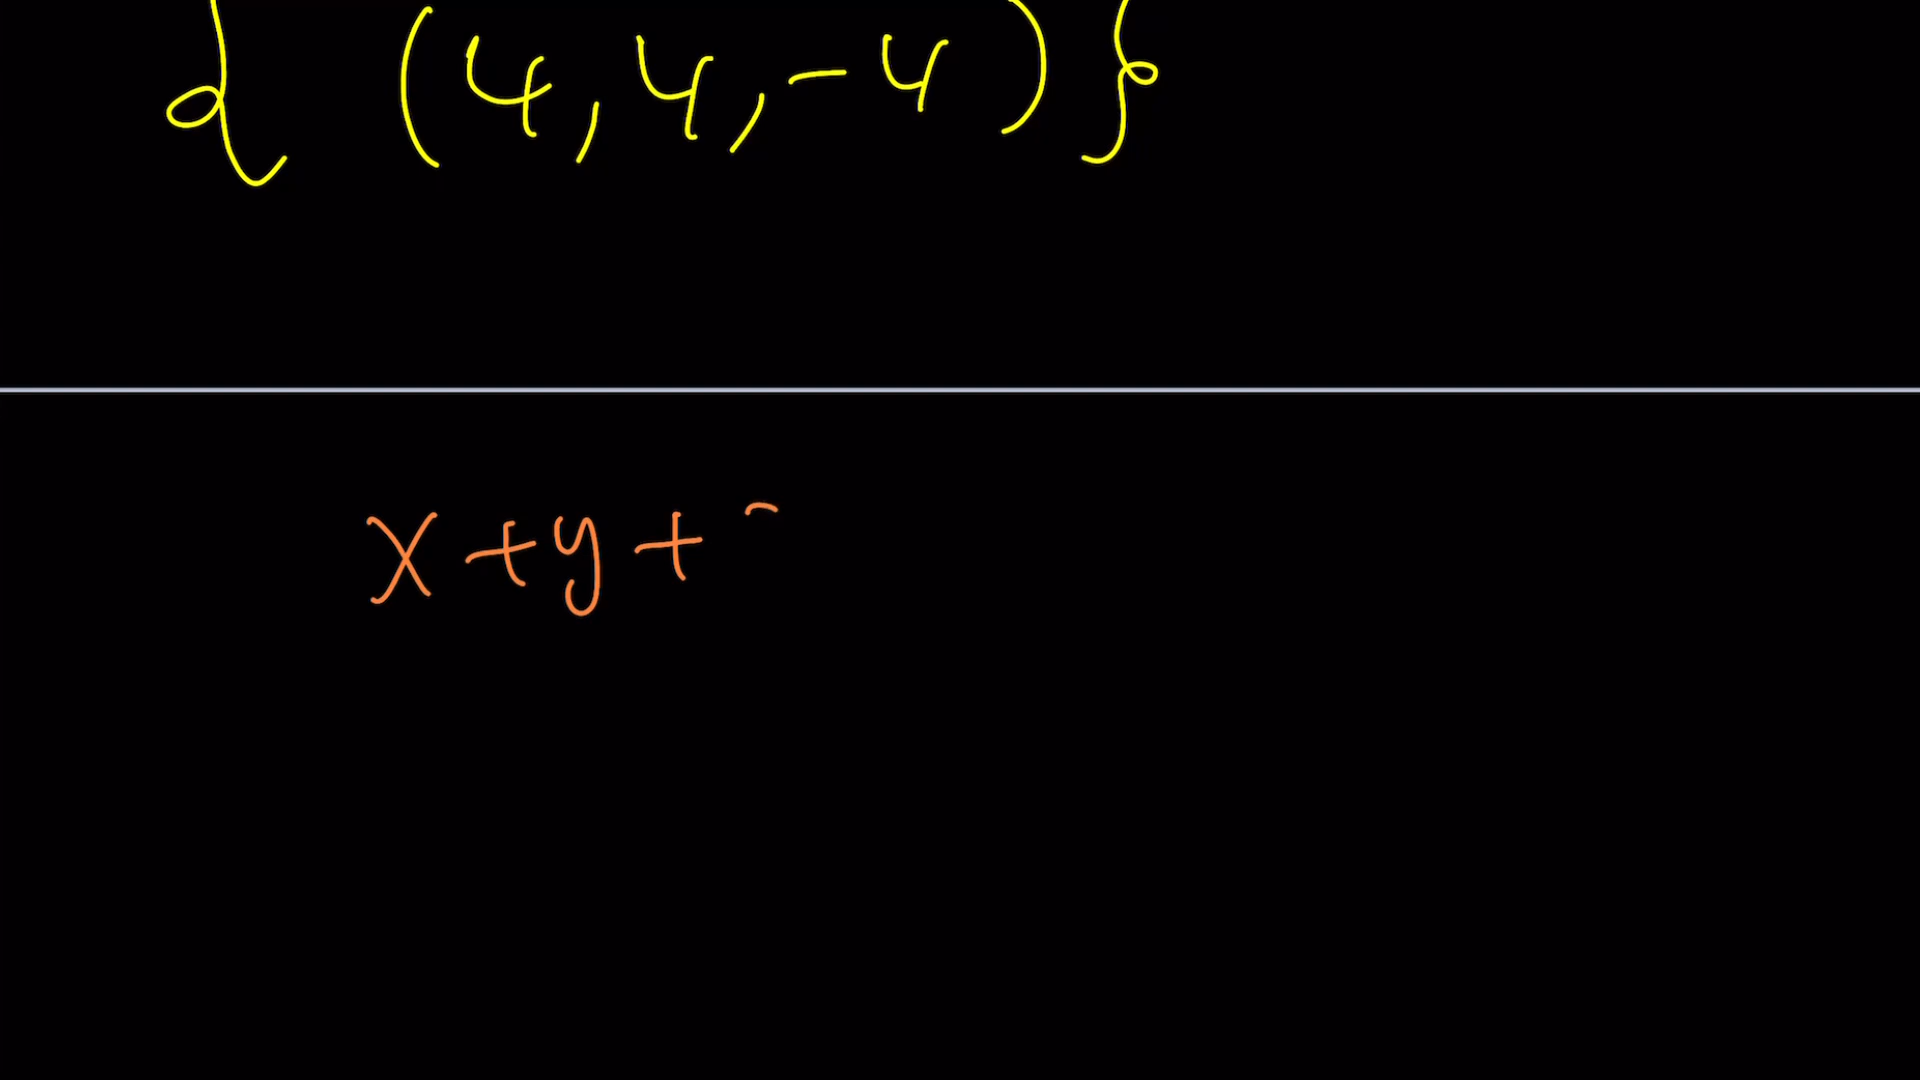 { (4, 4, -4) }
x + y +